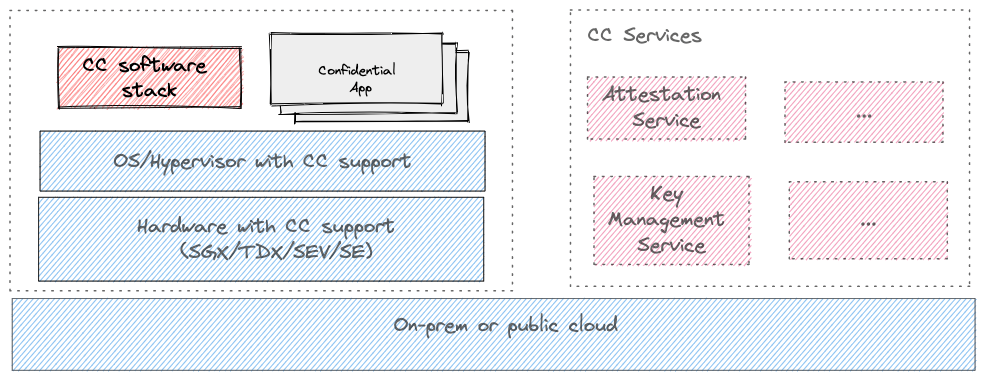 CC software
stack
Confidential
App
OS/Hypervisor with CC support
Hardware with CC support
(SGX/TDX/SEV/SE)
CC Services
Attestation
Service
...
Key
Management
Service
...
On-prem or public cloud